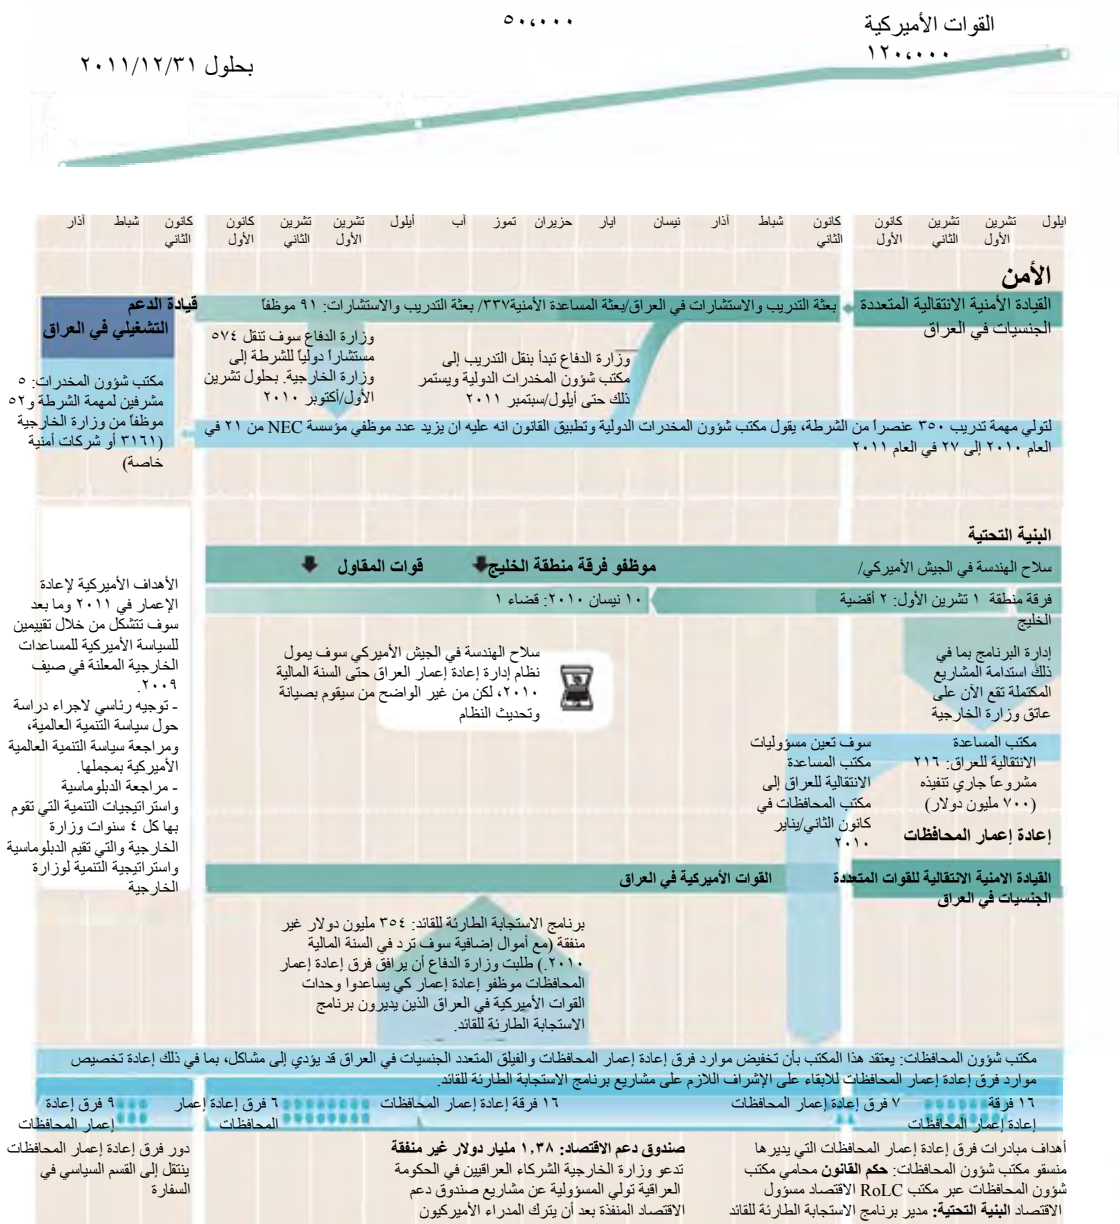 القوات الأميركية
١٢٠،٠٠٠
٥٠،٠٠٠
بحلول ٢٠١١/١٢/٣١
ايلول
تشرين الأول
تشرين الثاني
كانون الأول
كانون الثاني
شباط
أذار
نيسان
ايار
حزيران
تموز
آب
أيلول
تشرين الأول
تشرين الثاني
كانون الأول
كانون الثاني
شباط
أذار
الأمن
القيادة الأمنية الانتقالية المتعددة
الجنسيات في العراق
بعثة التدريب والاستشارات في العراق/بعثة المساعدة الأمنية٣٣٧/ بعثة التدريب والاستشارات: ٩١ موظفاً
قيادة الدعم
التشغيلي في العراق
وزارة الدفاع تبدأ بنقل التدريب إلى
مكتب شؤون المخدرات الدولية ويستمر
ذلك حتى أيلول/سبتمبر ٢٠١١
وزارة الدفاع سوف تنقل ٥٧٤
مستشاراً دولياً للشرطة إلى
وزارة الخارجية. بحلول تشرين
الأول/أكتوبر ٢٠١٠
مكتب شؤون المخدرات: ٥
مشرفين لمهمة الشرطة و٥٢
موظفاً من وزارة الخارجية
(٣١٦١ أو شركات أمنية
خاصة)
لتولي مهمة تدريب ٣٥٠ عنصراً من الشرطة، يقول مكتب شؤون المخدرات الدولية وتطبيق القانون انه عليه ان يزيد عدد موظفي مؤسسة NEC من ٢١ في
العام ٢٠١٠ إلى ٢٧ في العام ٢٠١١
البنية التحتية
سلاح الهندسة في الجيش الأميركي/
موظفو فرقة منطقة الخليج
قوات المقاول
فرقة منطقة
الخليج
١ تشرين الأول: ٢ أقضية
١٠ نيسان ٢٠١٠: قضاء ١
إدارة البرنامج بما في
ذلك استدامة المشاريع
المكتملة تقع الآن على
عاتق وزارة الخارجية
سلاح الهندسة في الجيش الأميركي سوف يمول
نظام إدارة إعادة إعمار العراق حتى السنة المالية
٢٠١٠، لكن من غير الواضح من سيقوم بصيانة
وتحديث النظام
مكتب المساعدة
الانتقالية للعراق: ٢١٦
مشروعاً جاري تنفيذه
(٧٠٠ مليون دولار)
سوف تعين مسؤوليات
مكتب المساعدة
الانتقالية للعراق إلى
مكتب المحافظات في
كانون الثاني/يناير
٢٠١٠
الأهداف الأميركية لإعادة
الإعمار في ٢٠١١ وما بعد
سوف تتشكل من خلال تقييمين
للسياسة الأميركية للمساعدات
الخارجية المعلنة في صيف
٢٠٠٩.
- توجيه رئاسي لاجراء دراسة
حول سياسة التنمية العالمية،
ومراجعة سياسة التنمية العالمية
الأميركية بمجملها.
- مراجعة الدبلوماسية
واستراتيجيات التنمية التي تقوم
بها كل ٤ سنوات وزارة
الخارجية والتي تقيم الدبلوماسية
واستراتيجية التنمية لوزارة
الخارجية
إعادة إعمار المحافظات
القيادة الامنية الانتقالية للقوات المتعددة
الجنسيات في العراق
القوات الأميركية في العراق
برنامج الاستجابة الطارئة للقائد: ٣٥٤ مليون دولار غير
منفقة (مع أموال إضافية سوف ترد في السنة المالية
٢٠١٠.) طلبت وزارة الدفاع أن يرافق فرق إعادة إعمار
المحافظات موظفو إعادة إعمار كي يساعدوا وحدات
القوات الأميركية في العراق الذين يديرون برنامج
الاستجابة الطارئة للقائد.
مكتب شؤون المحافظات: يعتقد هذا المكتب بأن تخفيض موارد فرق إعادة إعمار المحافظات والفيلق المتعدد الجنسيات في العراق قد يؤدي إلى مشاكل، بما في ذلك إعادة تخصيص
موارد فرق إعادة إعمار المحافظات للابقاء على الإشراف اللازم على مشاريع برنامج الاستجابة الطارئة للقائد.
١٦ فرقة
إعادة إعمار المحافظات
٧ فرق إعادة إعمار المحافظات
١٦ فرقة إعادة إعمار المحافظات
٦ فرق إعادة إعمار
المحافظات
٩ فرق إعادة
إعمار المحافظات
أهداف مبادرات فرق إعادة إعمار المحافظات التي يديرها
منسقو مكتب شؤون المحافظات: حكم القانون محامي مكتب
شؤون المحافظات عبر مكتب RoLC الاقتصاد مسؤول
الاقتصاد البنية التحتية: مدير برنامج الاستجابة الطارئة للقائد
صندوق دعم الاقتصاد: ١,٣٨ مليار دولار غير منفقة
تدعو وزارة الخارجية الشركاء العراقيين في الحكومة
العراقية تولي المسؤولية عن مشاريع صندوق دعم
الاقتصاد المنفذة بعد أن يترك المدراء الأميركيون
دور فرق إعادة إعمار المحافظات
ينتقل إلى القسم السياسي في
السفارة